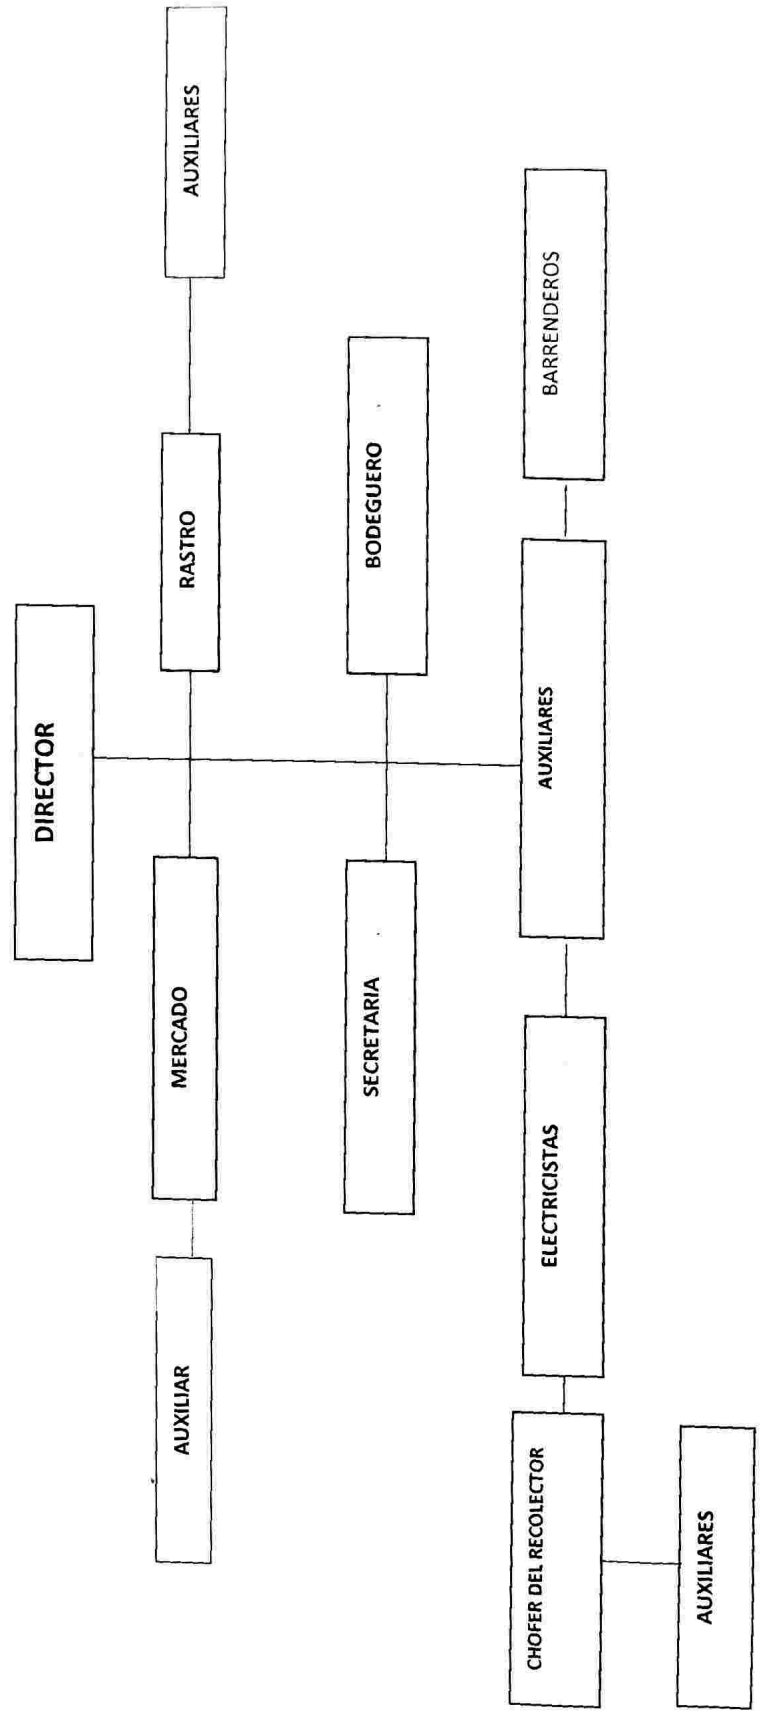 DIRECTOR
AUXILIAR
MERCADO
RASTRO
AUXILIARES
SECRETARIA
BODEGUERO
CHOFER DEL RECOLECTOR
ELECTRICISTAS
AUXILIARES
BARRENDEROS
AUXILIARES